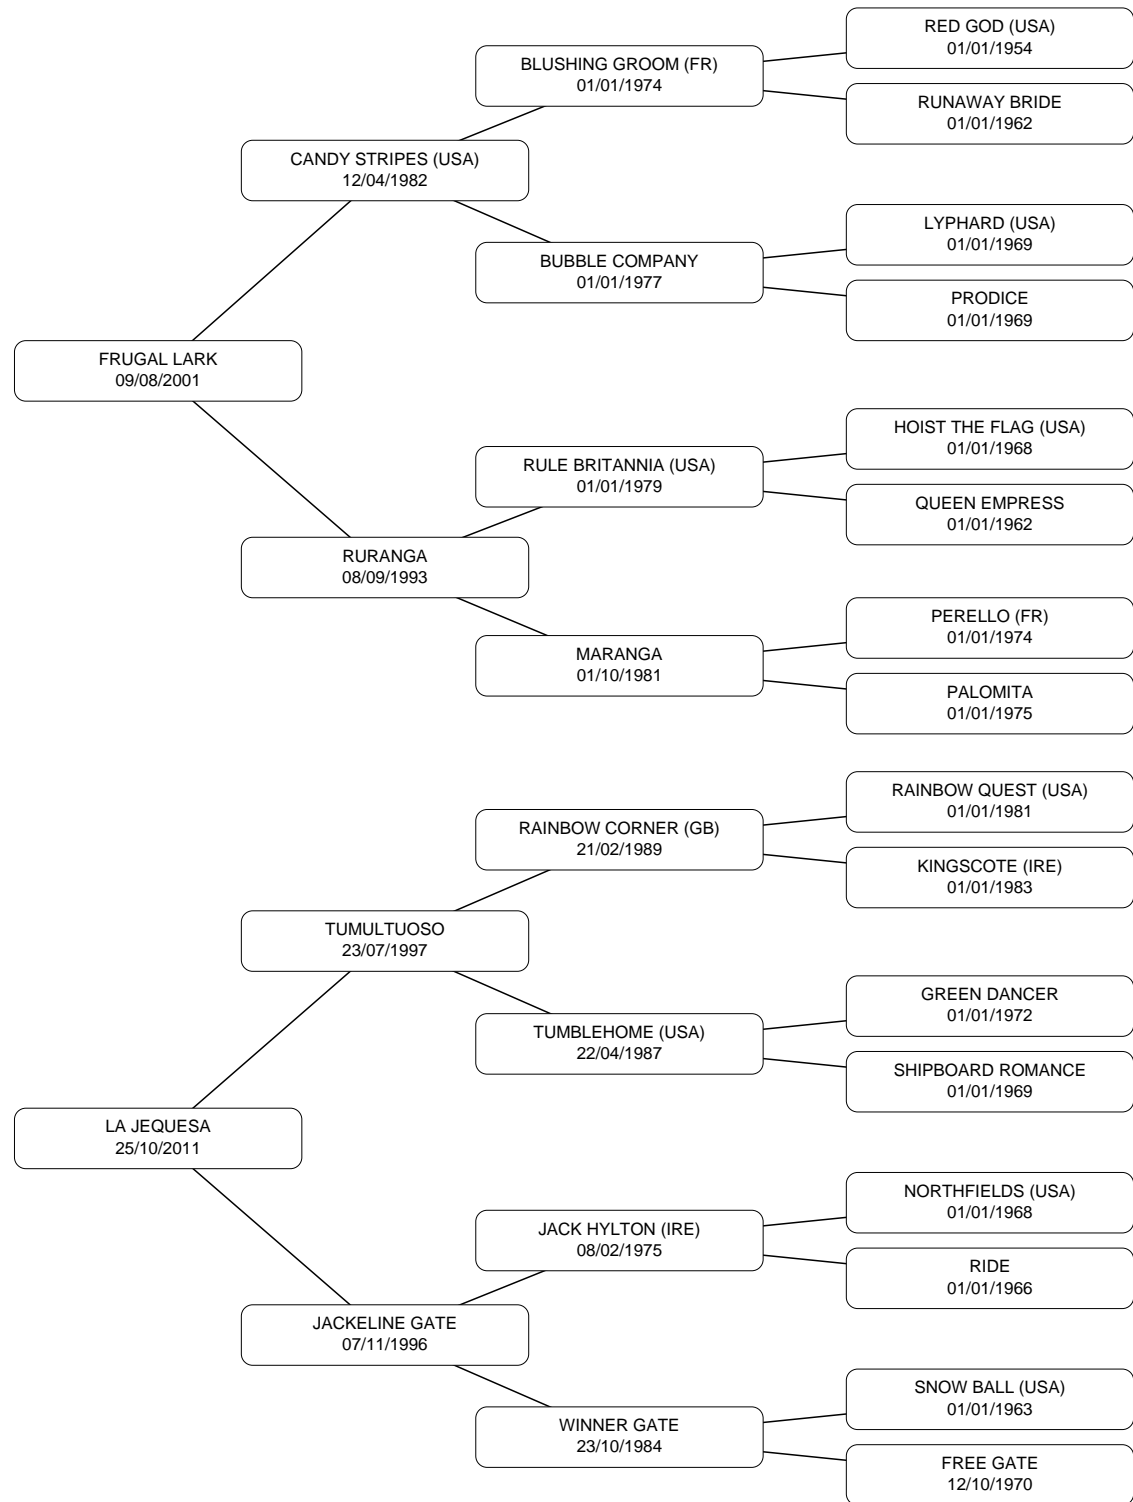 RED GOD (USA)
01/01/1954
BLUSHING GROOM (FR)
01/01/1974
RUNAWAY BRIDE
01/01/1962
CANDY STRIPES (USA)
12/04/1982
LYPHARD (USA)
01/01/1969
BUBBLE COMPANY
01/01/1977
PRODICE
01/01/1969
FRUGAL LARK
09/08/2001
HOIST THE FLAG (USA)
01/01/1968
RULE BRITANNIA (USA)
01/01/1979
QUEEN EMPRESS
01/01/1962
RURANGA
08/09/1993
PERELLO (FR)
01/01/1974
MARANGA
01/10/1981
PALOMITA
01/01/1975
RAINBOW QUEST (USA)
01/01/1981
RAINBOW CORNER (GB)
21/02/1989
KINGSCOTE (IRE)
01/01/1983
TUMULTUOSO
23/07/1997
GREEN DANCER
01/01/1972
TUMBLEHOME (USA)
22/04/1987
SHIPBOARD ROMANCE
01/01/1969
LA JEQUESA
25/10/2011
NORTHFIELDS (USA)
01/01/1968
JACK HYLTON (IRE)
08/02/1975
RIDE
01/01/1966
JACKELINE GATE
07/11/1996
SNOW BALL (USA)
01/01/1963
WINNER GATE
23/10/1984
FREE GATE
12/10/1970